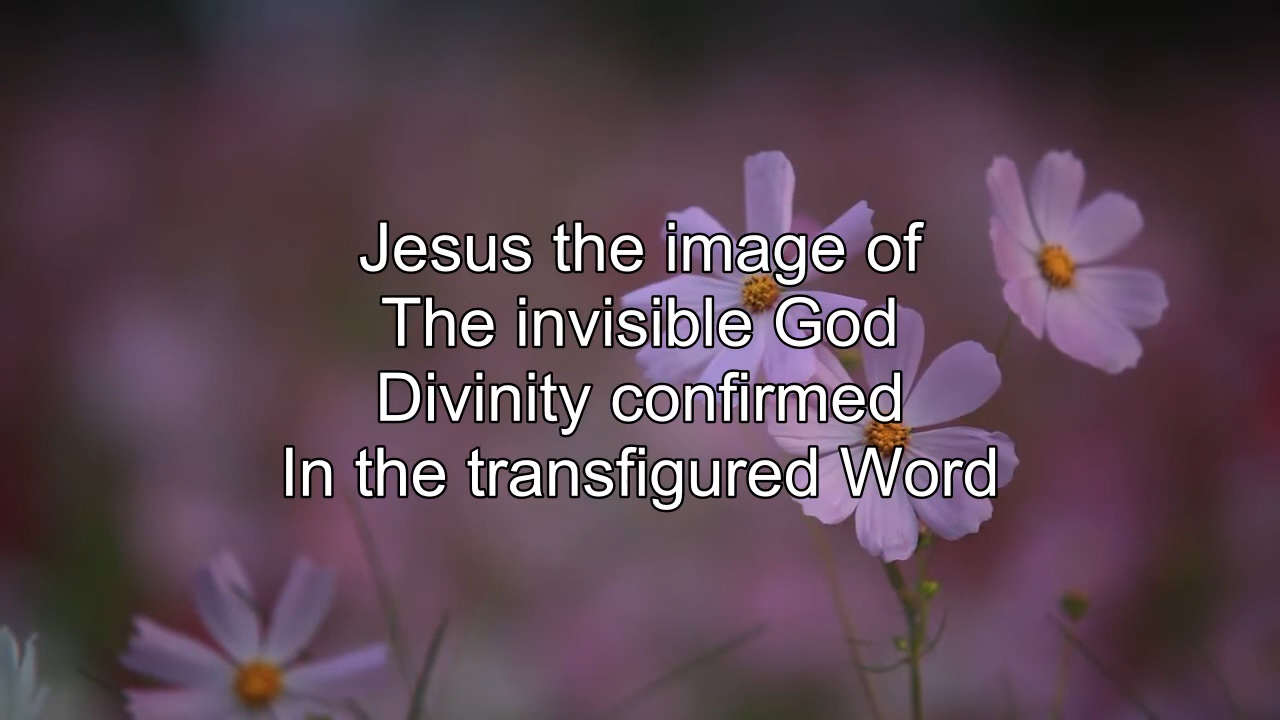 Jesus the image of
The invisible God
Divinity confirmed
In the transfigured Word